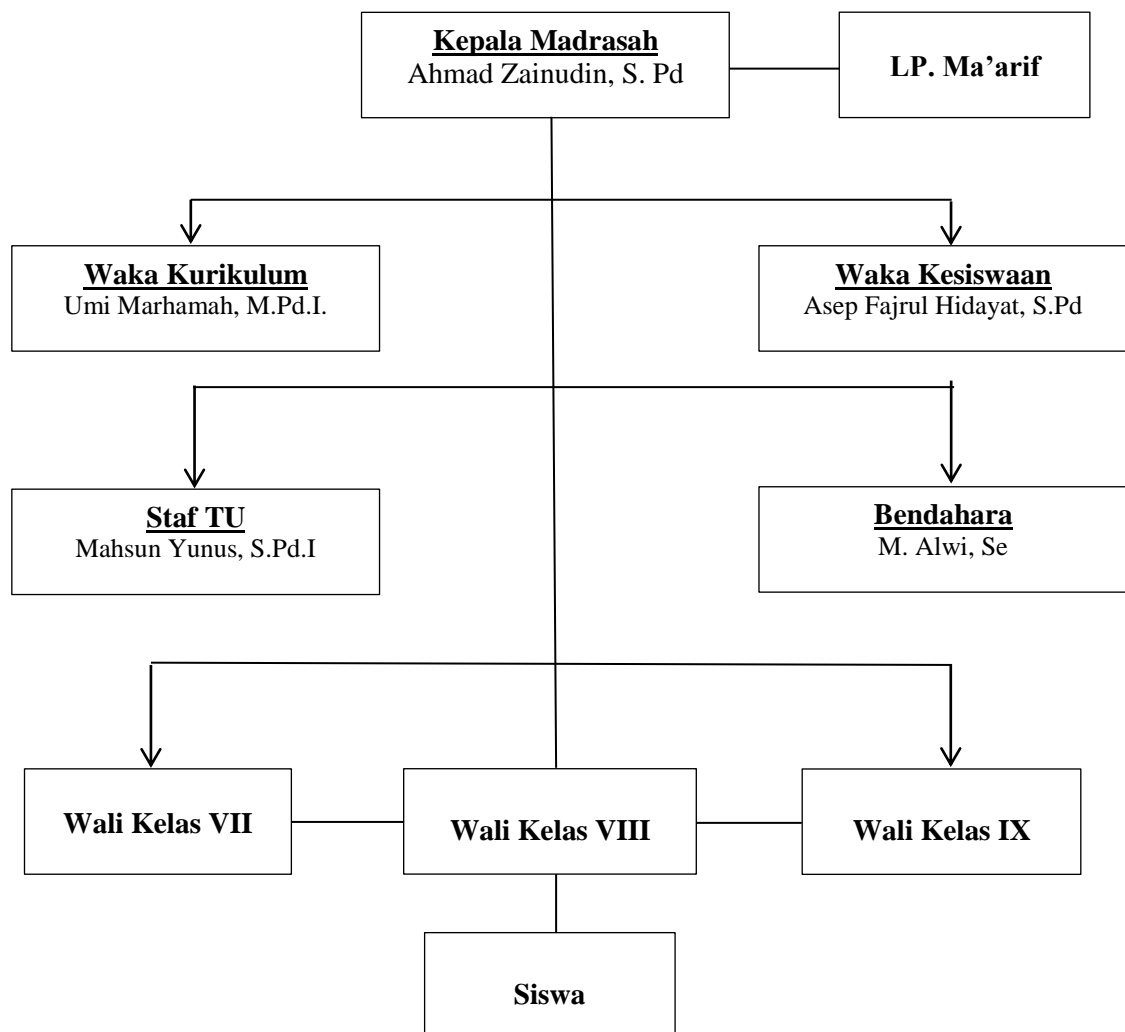 Kepala Madrasah
Ahmad Zainudin, S. Pd
LP. Ma’arif
Waka Kurikulum
Umi Marhamah, M.Pd.I.
Waka Kesiswaan
Asep Fajrul Hidayat, S.Pd
Staf TU
Mahsun Yunus, S.Pd.I
Bendahara
M. Alwi, Se
Wali Kelas VII
Wali Kelas VIII
Wali Kelas IX
Siswa